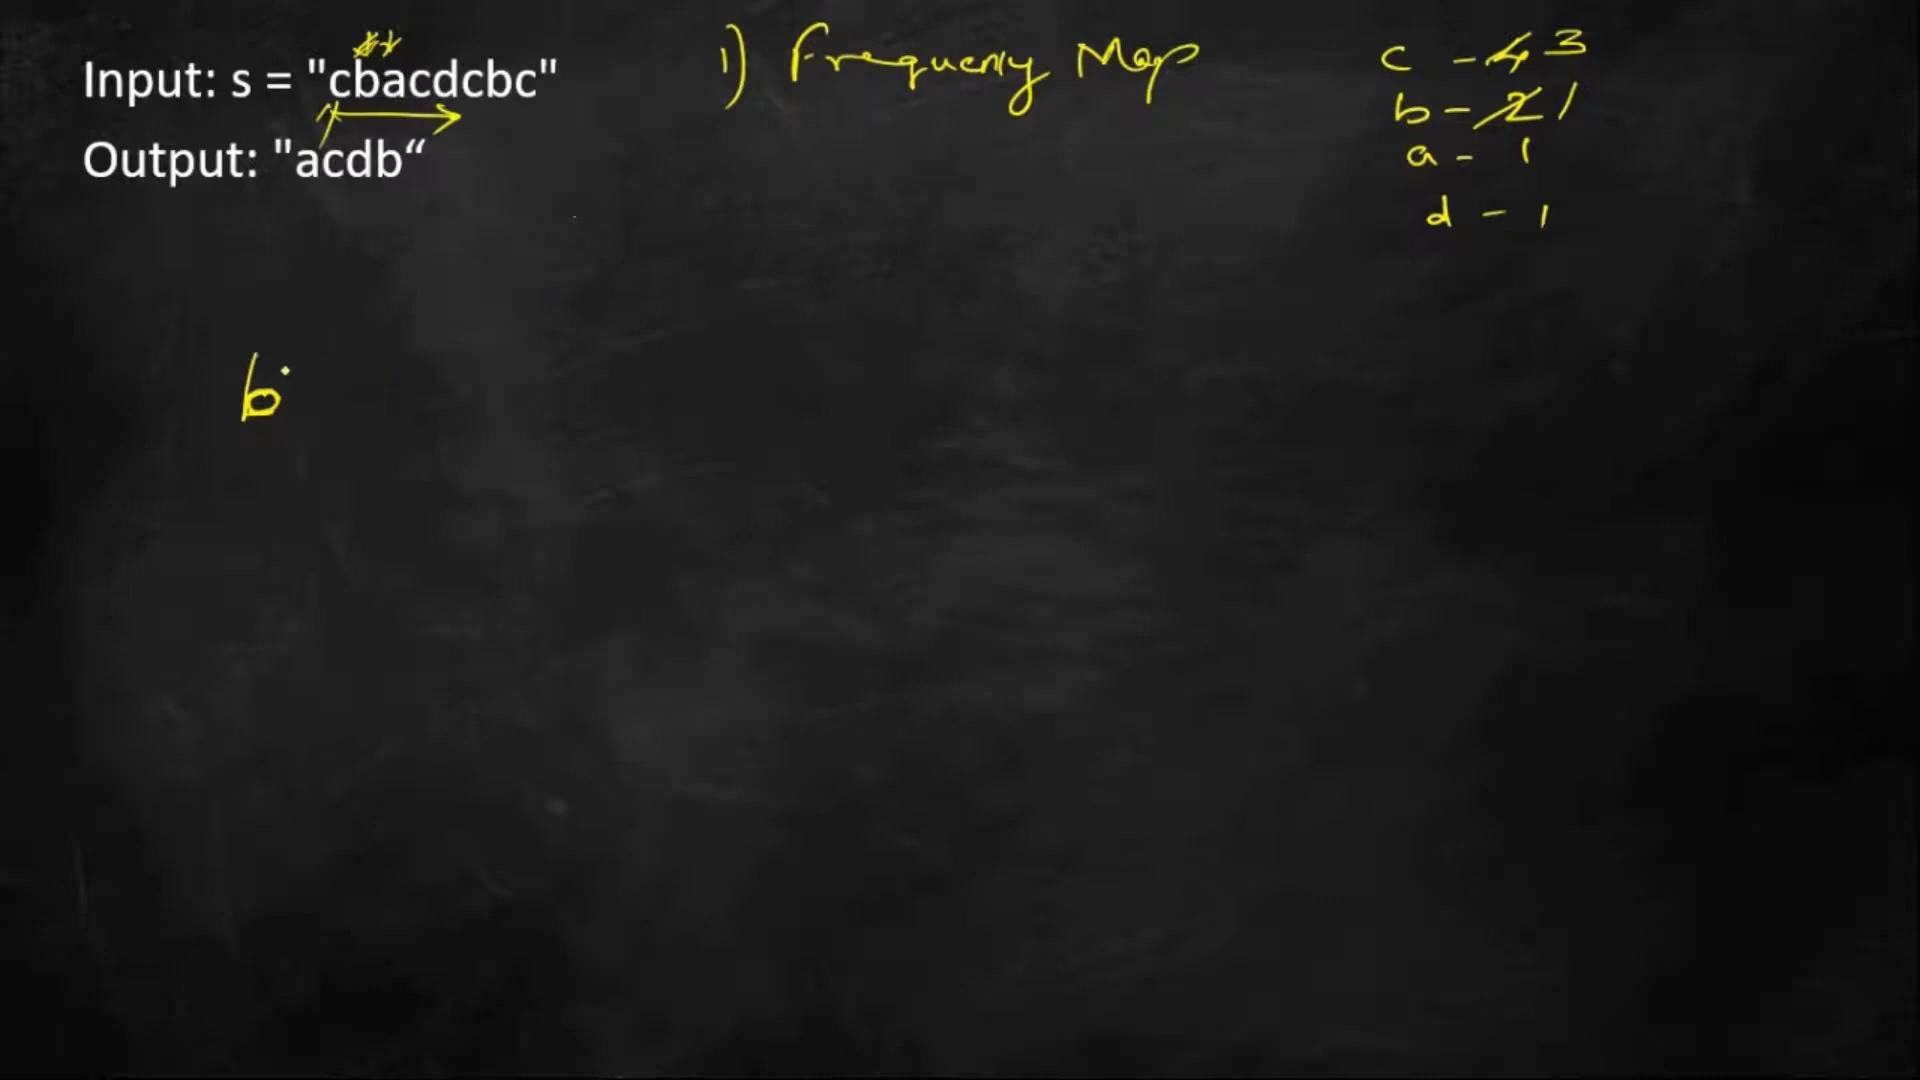 Input: s = "cbacdcbc"
Output: "acdb“
1) Frequency Map
c - 4 3
b - 2 1
a - 1
d - 1
b